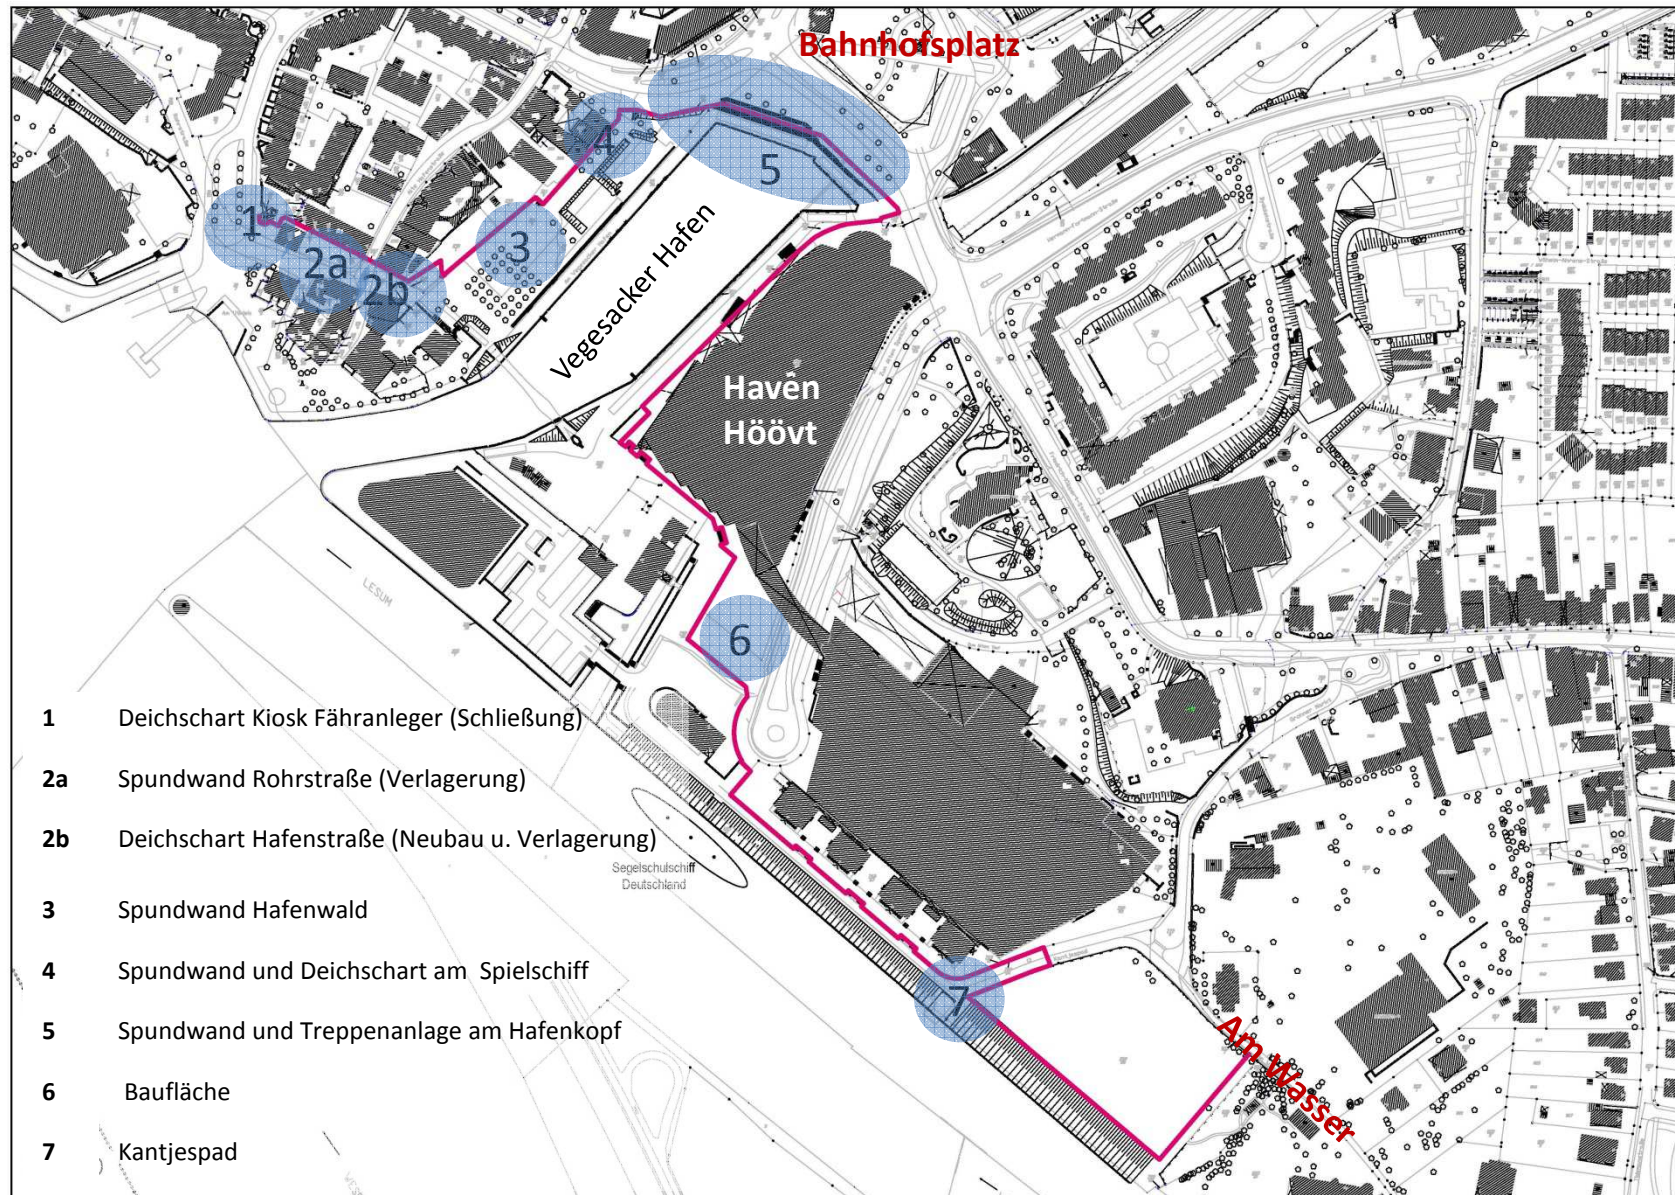 Bahnhofsplatz
1
2a
2b
3
4
5
Vegesacker Hafen
Haven
Höövt
LESUM
6
1 Deichschart Kiosk Fähranleger (Schließung)
2a Spundwand Rohrstraße (Verlagerung)
2b Deichschart Hafenstraße (Neubau u. Verlagerung)
3 Spundwand Hafenwald
4 Spundwand und Deichschart am Spielschiff
5 Spundwand und Treppenanlage am Hafenkopf
6 Baufläche
7 Kantjespad
Segelschulschiff
Deutschland
7
Am Wasser